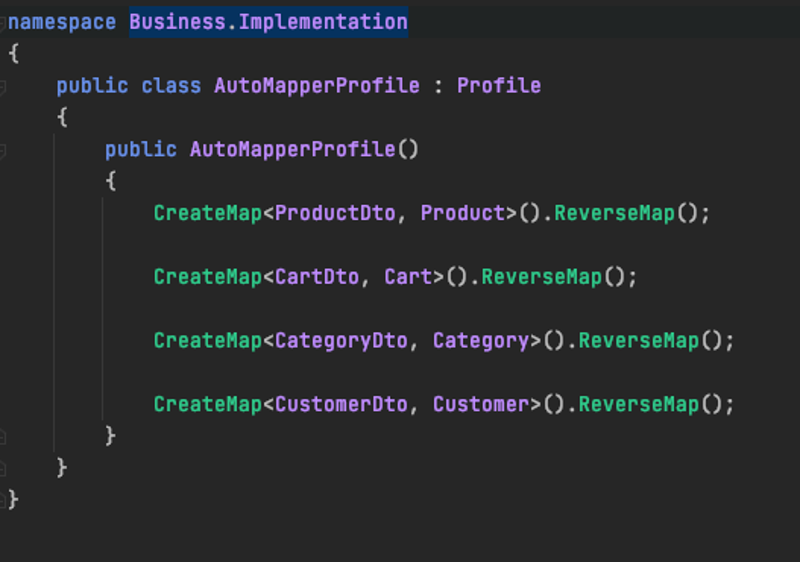 namespace Business.Implementation
{
public class AutoMapperProfile : Profile
{
public AutoMapperProfile()
{
CreateMap<ProductDto, Product>().ReverseMap();
CreateMap<CartDto, Cart>().ReverseMap();
CreateMap<CategoryDto, Category>().ReverseMap();
CreateMap<CustomerDto, Customer>().ReverseMap();
}
}
}